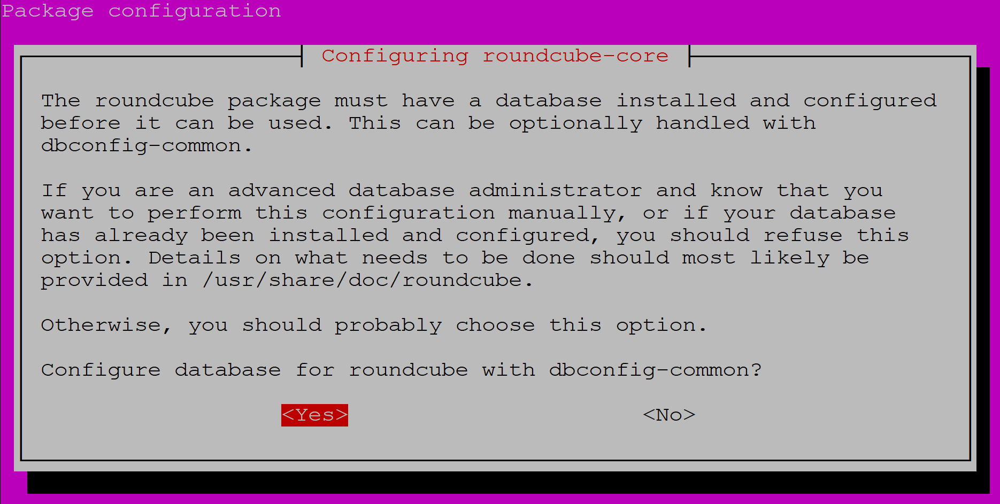 Package configuration
Configuring roundcube-core
The roundcube package must have a database installed and configured
before it can be used. This can be optionally handled with
dbconfig-common.
If you are an advanced database administrator and know that you
want to perform this configuration manually, or if your database
has already been installed and configured, you should refuse this
option. Details on what needs to be done should most likely be
provided in /usr/share/doc/roundcube.
Otherwise, you should probably choose this option.
Configure database for roundcube with dbconfig-common?
<Yes> <No>